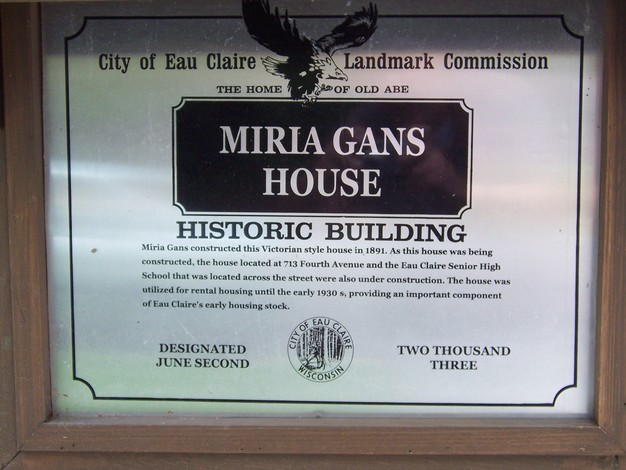 City of Eau Claire Landmark Commission
THE HOME OF OLD ABE
MIRIA GANS
HOUSE
HISTORIC BUILDING
Miria Gans constructed this Victorian style house in 1891. As this house was being
constructed, the house located at 713 Fourth Avenue and the Eau Claire Senior High
School that was located across the street were also under construction. The house was
utilized for rental housing until the early 1930 s, providing an important component
of Eau Claire's early housing stock.
DESIGNATED
JUNE SECOND
CITY OF EAU CLAIRE
WISCONSIN
TWO THOUSAND
THREE